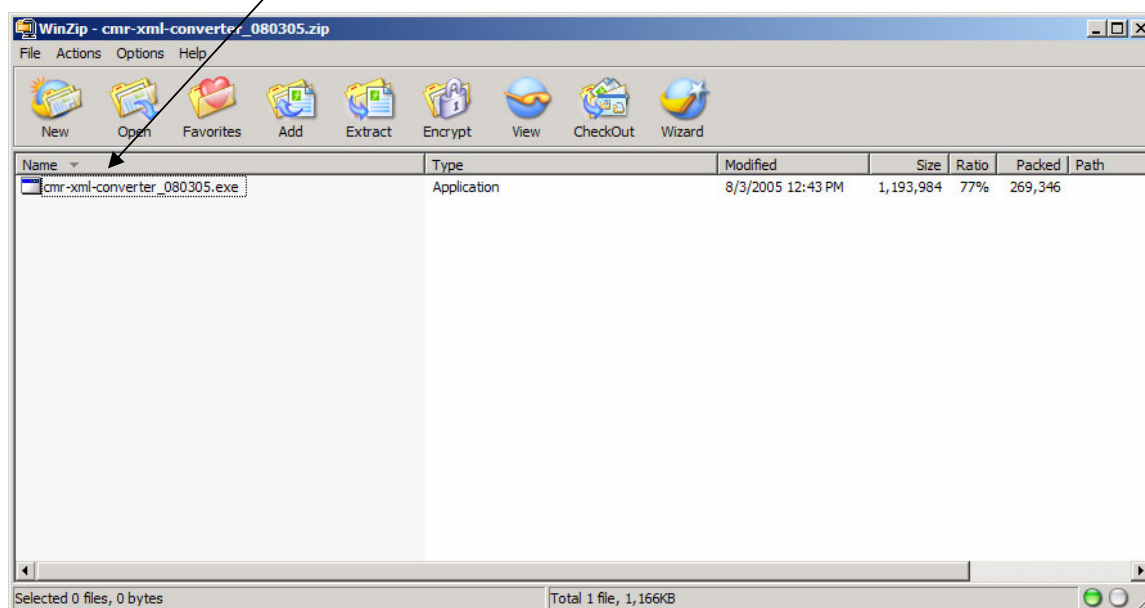 WinZip - cmr-xml-converter_080305.zip
File Actions Options Help
New Open Favorites Add Extract Encrypt View CheckOut Wizard
Name Type Modified Size Ratio Packed Path
cmr-xml-converter_080305.exe Application 8/3/2005 12:43 PM 1,193,984 77% 269,346
Selected 0 files, 0 bytes Total 1 file, 1,166KB